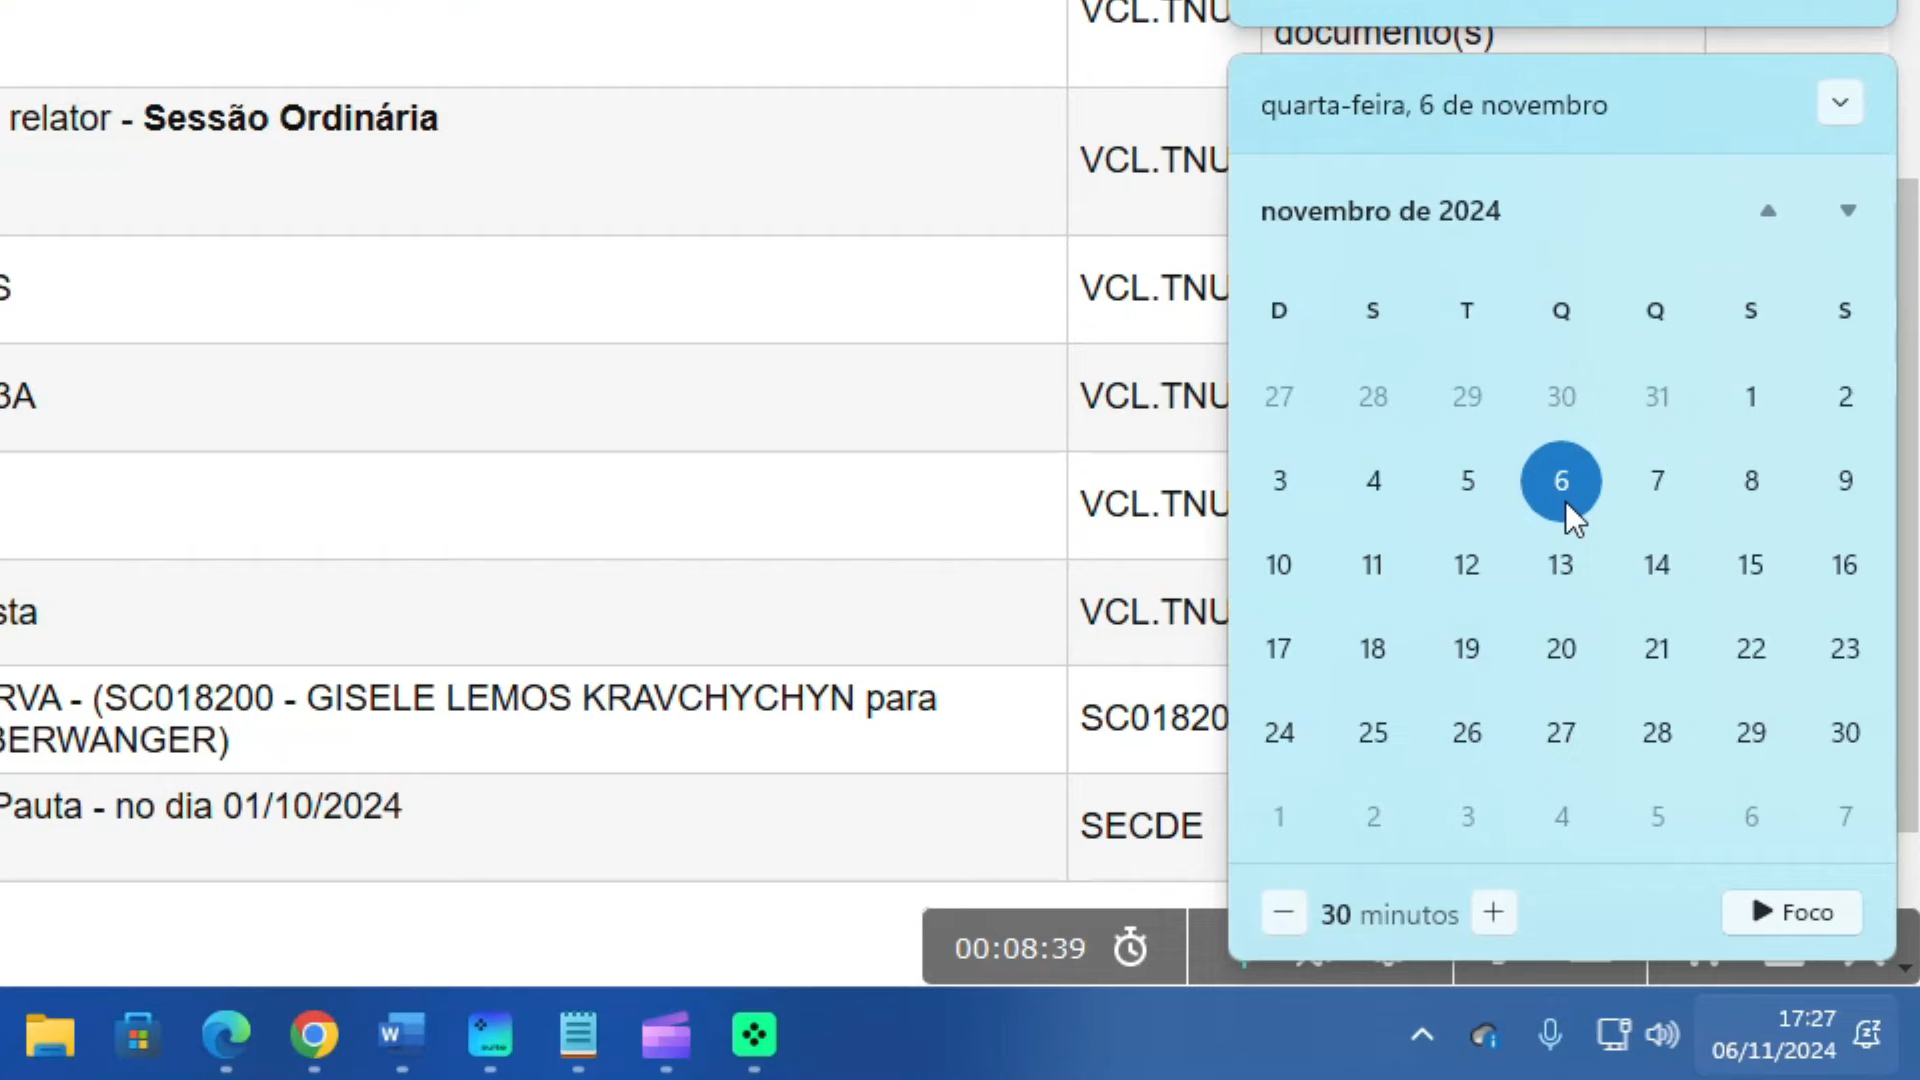 VCL.TNU
documento(s)
relator - Sessão Ordinária
VCL.TNU
S
VCL.TNU
3A
VCL.TNU
VCL.TNU
sta
VCL.TNU
RVA - (SC018200 - GISELE LEMOS KRAVCHYCHYN para
BERWANGER)
SC01820
Pauta - no dia 01/10/2024
SECDE
quarta-feira, 6 de novembro
novembro de 2024
D S T Q Q S S
27 28 29 30 31 1 2
3 4 5 6 7 8 9
10 11 12 13 14 15 16
17 18 19 20 21 22 23
24 25 26 27 28 29 30
1 2 3 4 5 6 7
30 minutos
Foco
00:08:39
W
17:27
06/11/2024